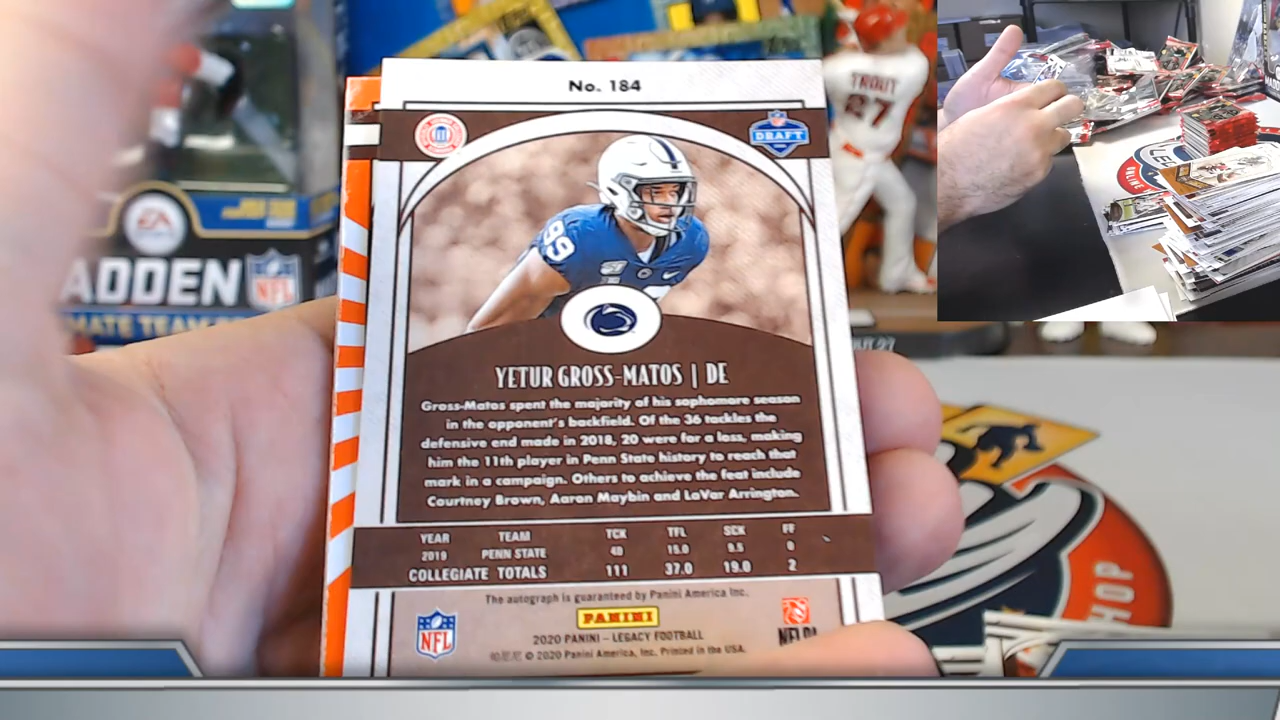 No. 184
DRAFT
TROUT
27
99
EA
MADDEN
NFL
YETUR GROSS-MATOS | DE
Gross-Matos spent the majority of his sophomore season
in the opponent's backfield. Of the 36 tackles the
defensive end made in 2018, 20 were for a loss, making
him the 11th player in Penn State history to reach that
mark in a campaign. Others to achieve the feat include
Courtney Brown, Aaron Maybin and LaVar Arrington.
YEAR TEAM TCK TFL SCK FF
2019 PENN STATE 40 15.0 9.5 0
COLLEGIATE TOTALS 111 37.0 19.0 2
The autograph is guaranteed by Panini America Inc.
PANINI
NFL
2020 PANINI – LEGACY FOOTBALL
© 2020 Panini America, Inc. Printed in the USA.
HOP
ONLINE